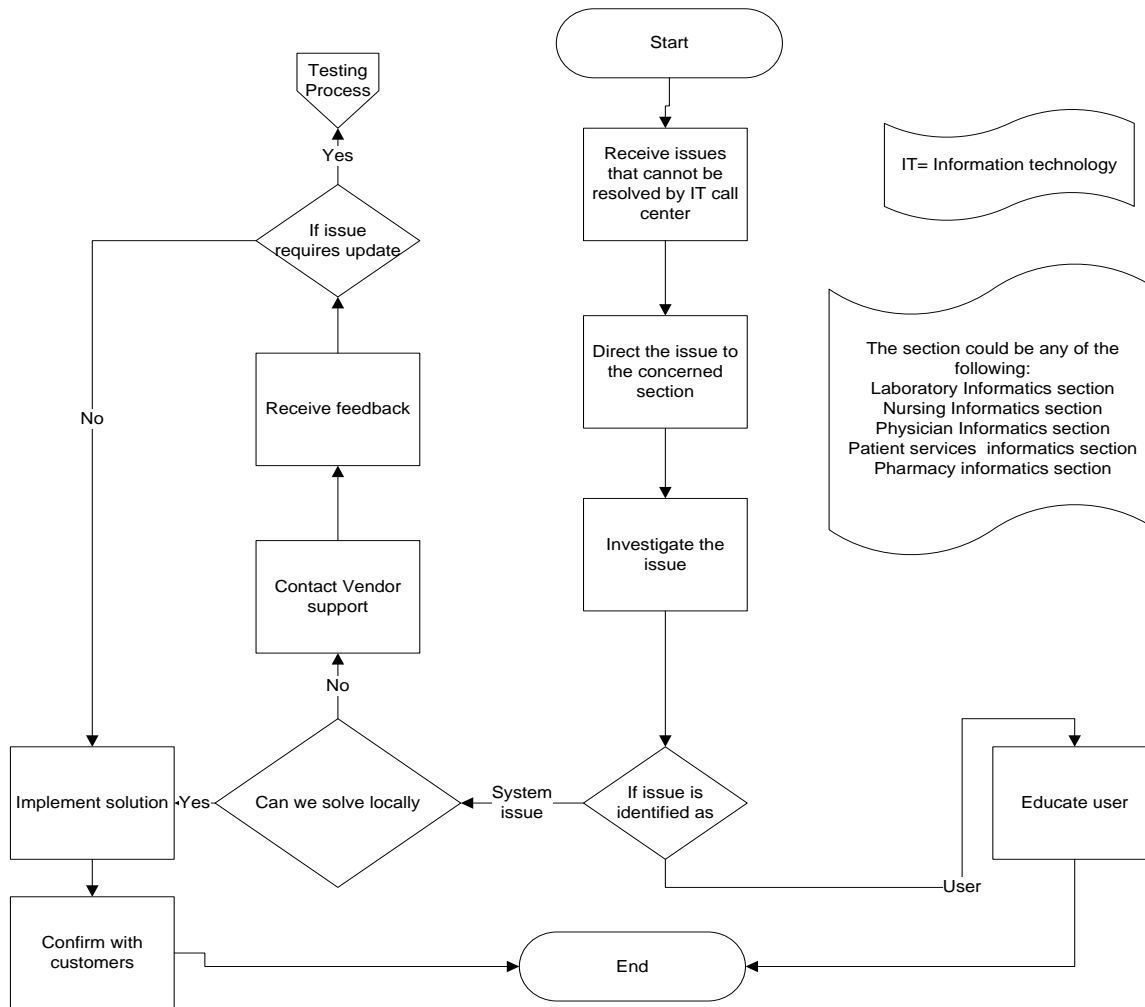 Start
Testing
Process
Yes
Receive issues
that cannot be
resolved by IT call
center
IT= Information technology
If issue
requires update
The section could be any of the
following:
Laboratory Informatics section
Nursing Informatics section
Physician Informatics section
Patient services  informatics section
Pharmacy informatics section
Direct the issue to
the concerned
section
Receive feedback
No
Investigate the
issue
Contact Vendor
support
No
Implement solution
Yes
Can we solve locally
System
issue
If issue is
identified as
Educate user
User
Confirm with
customers
End